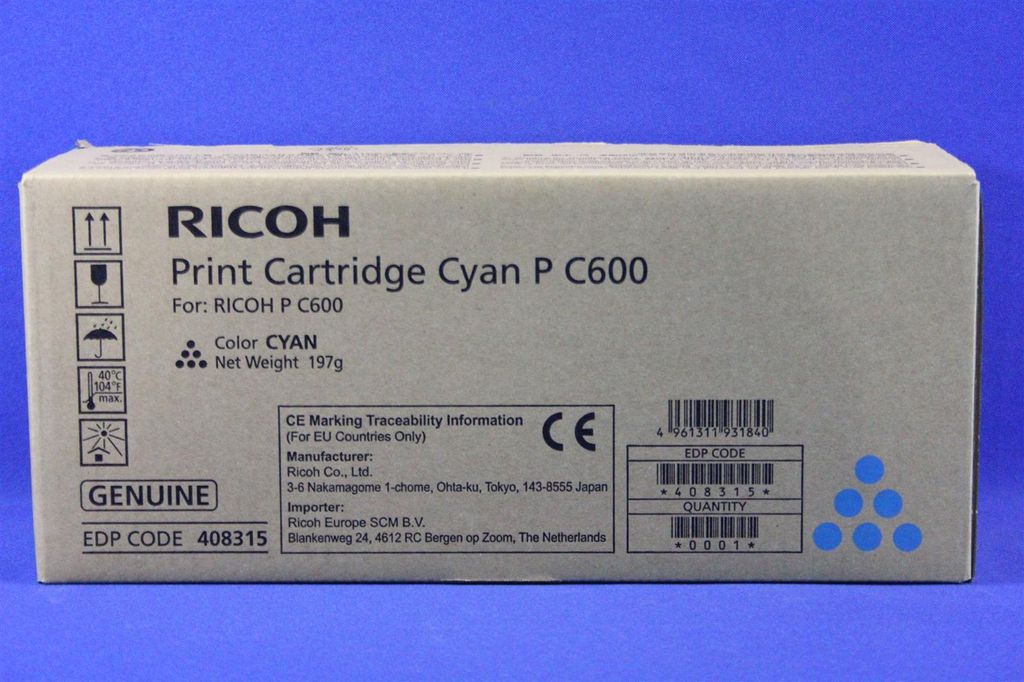 RICOH
Print Cartridge Cyan P C600
For: RICOH P C600
Color CYAN
Net Weight 197g
40°C
104°F
max.
GENUINE
EDP CODE 408315
CE Marking Traceability Information
(For EU Countries Only)
CE
Manufacturer:
Ricoh Co., Ltd.
3-6 Nakamagome 1-chome, Ohta-ku, Tokyo, 143-8555 Japan
Importer:
Ricoh Europe SCM B.V.
Blankenweg 24, 4612 RC Bergen op Zoom, The Netherlands
4 961311 931840
EDP CODE
*408315*
QUANTITY
*0001*